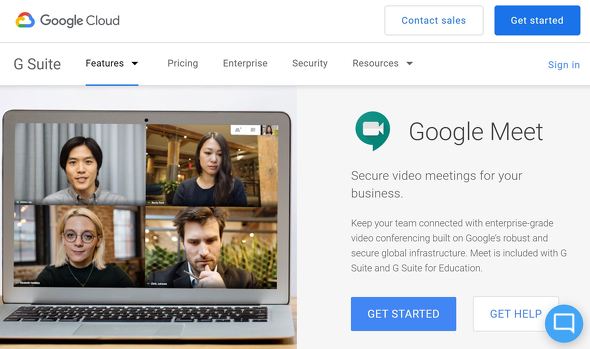 Google Cloud
Contact sales
Get started
G Suite
Features
Pricing
Enterprise
Security
Resources
Sign in
Google Meet
Secure video meetings for your
business.
Keep your team connected with enterprise-grade
video conferencing built on Google's robust and
secure global infrastructure. Meet is included with G
Suite and G Suite for Education.
GET STARTED
GET HELP